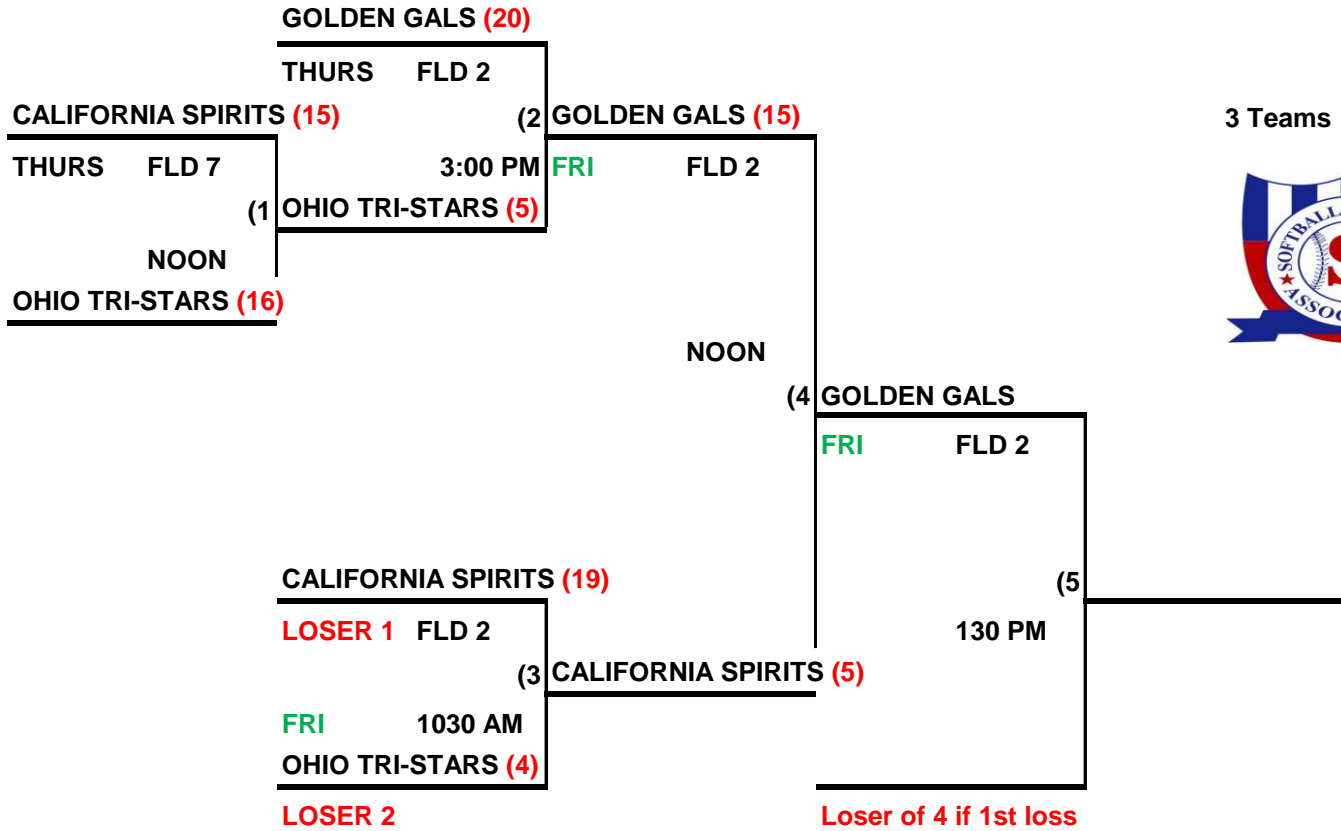 GOLDEN GALS (20)
THURS FLD 2
CALIFORNIA SPIRITS (15)
(2 GOLDEN GALS (15)
3 Teams
THURS FLD 7
3:00 PM FRI FLD 2
(1 OHIO TRI-STARS (5)
NOON
OHIO TRI-STARS (16)
SOFTBALL
ASSOC
NOON
(4 GOLDEN GALS
FRI FLD 2
CALIFORNIA SPIRITS (19)
(5
LOSER 1 FLD 2
130 PM
(3 CALIFORNIA SPIRITS (5)
FRI 1030 AM
OHIO TRI-STARS (4)
LOSER 2
Loser of 4 if 1st loss